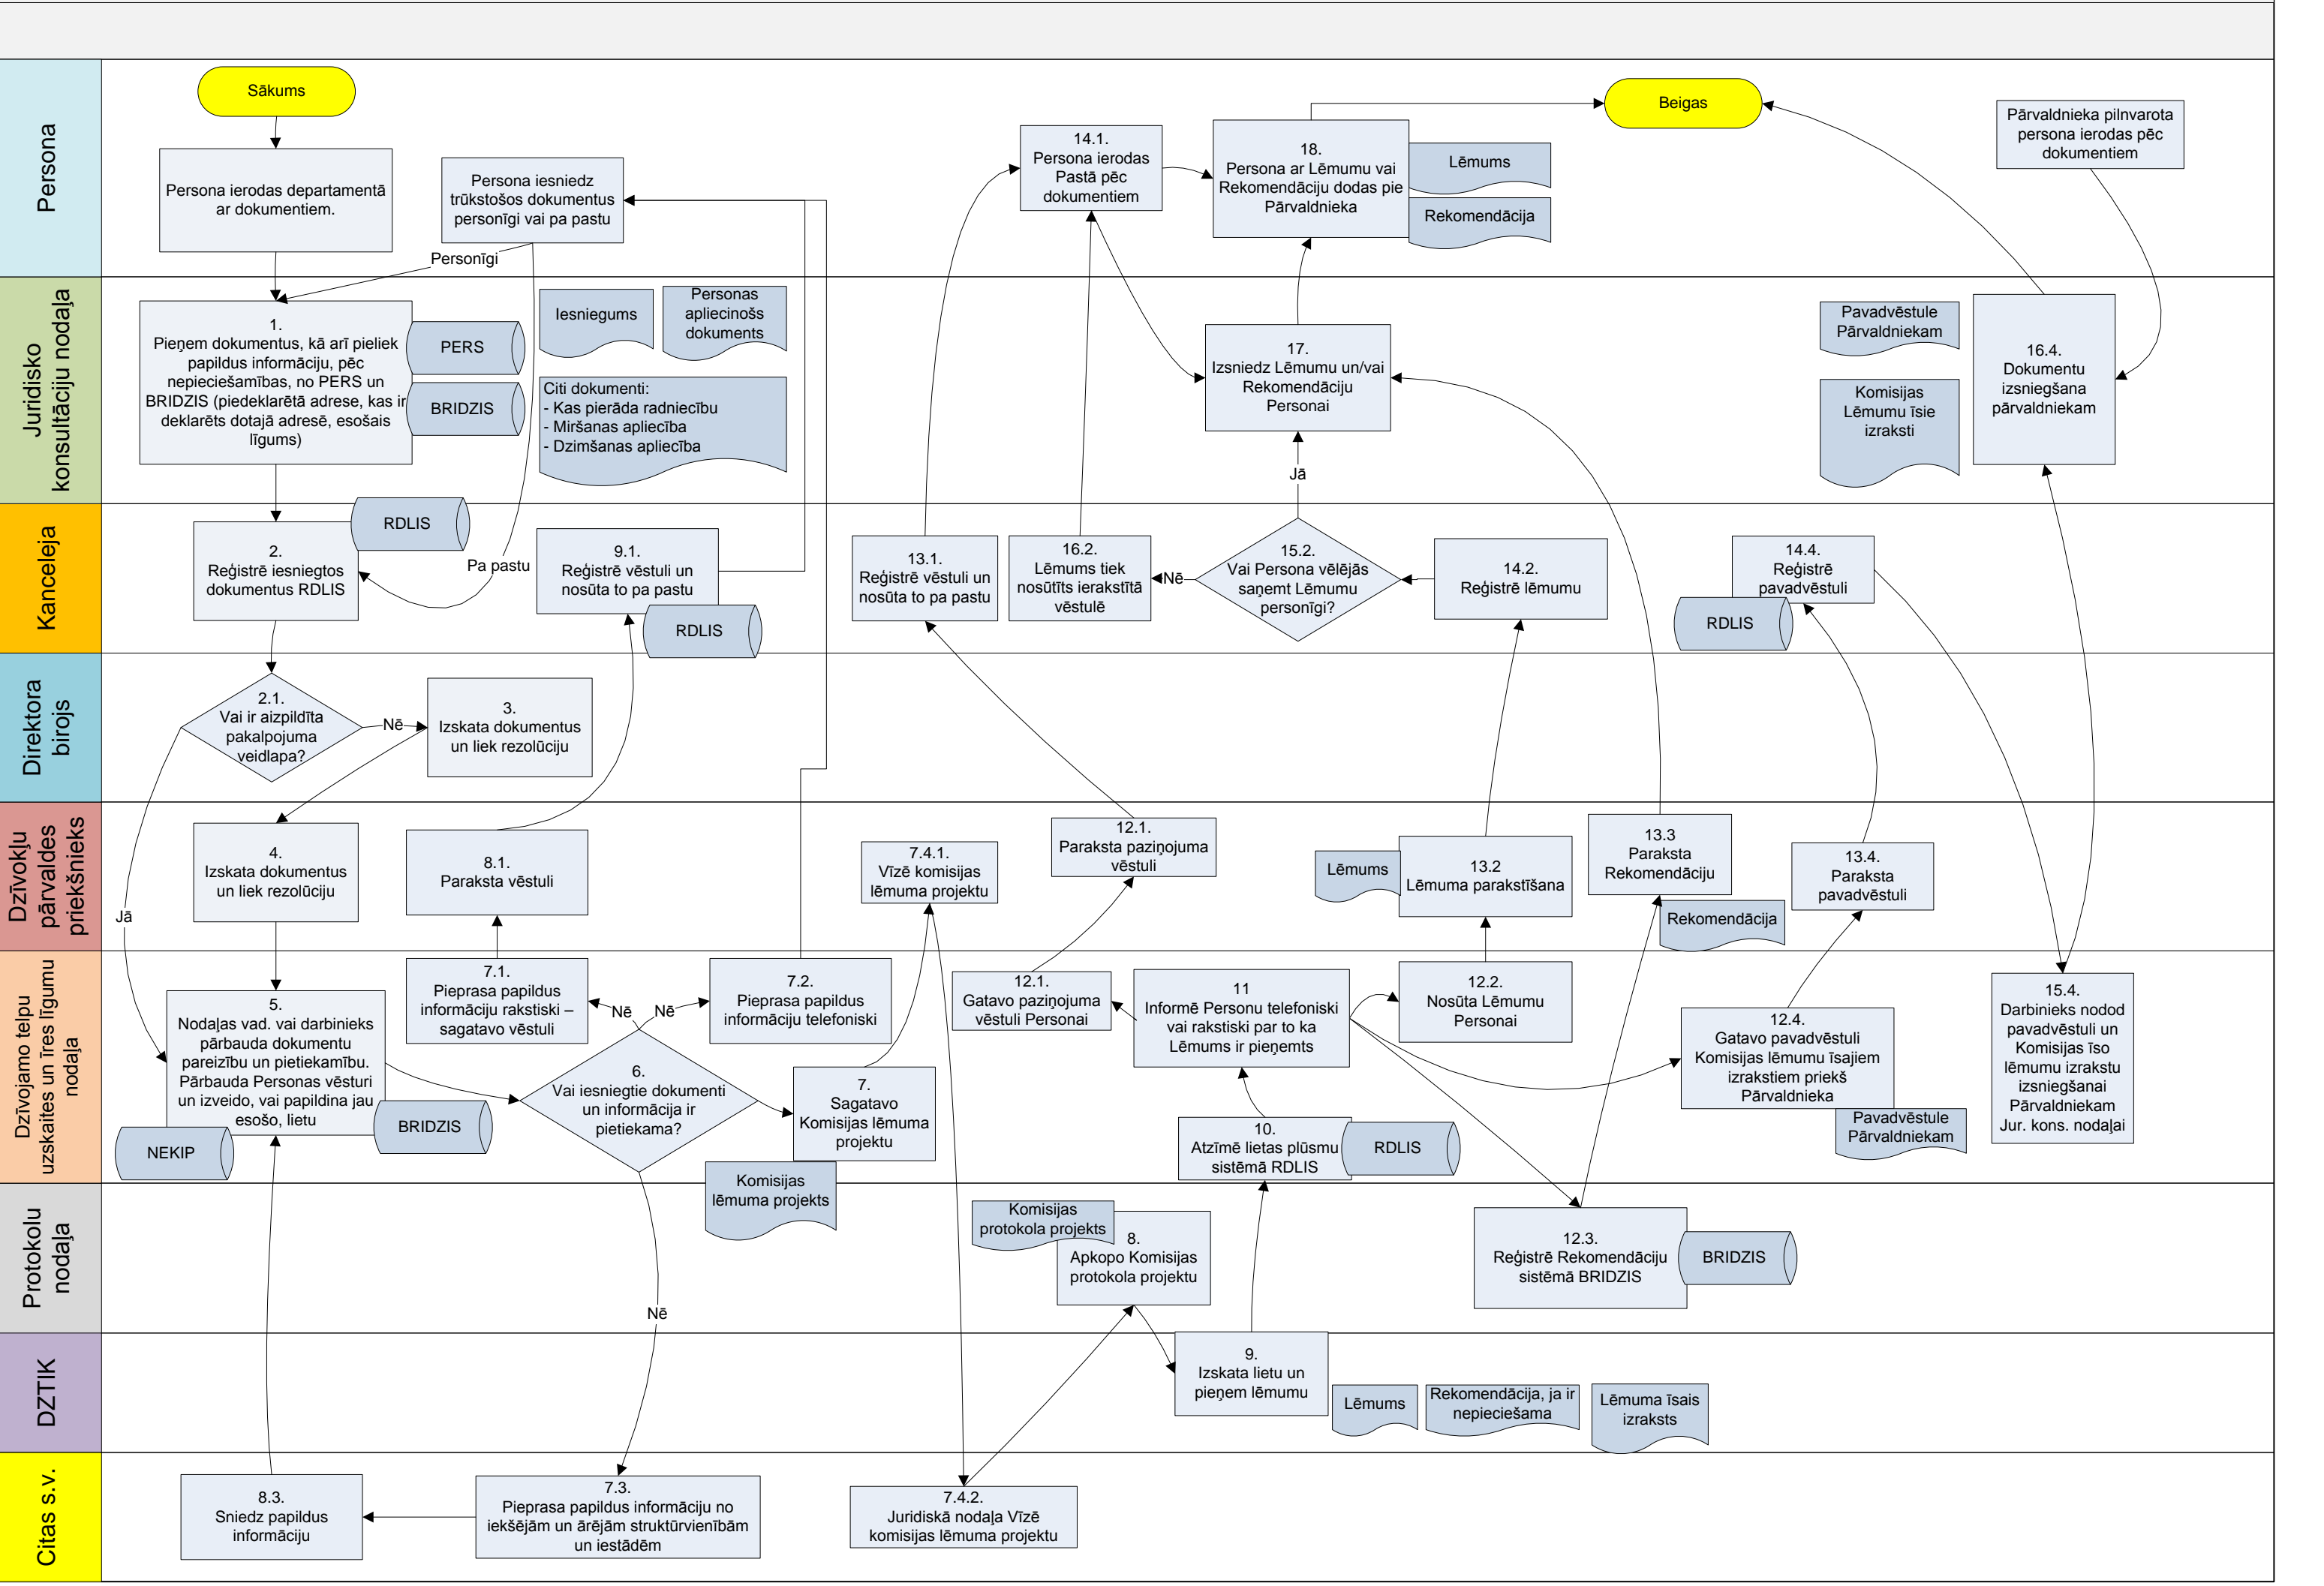 Persona
Sākums
Persona ierodas departamentā
ar dokumentiem.
Persona iesniedz
trūkstošos dokumentus
personīgi vai pa pastu
Personīgi
14.1.
Persona ierodas
Pastā pēc
dokumentiem
18.
Persona ar Lēmumu vai
Rekomendāciju dodas pie
Pārvaldnieka
Lēmums
Rekomendācija
Beigas
Pārvaldnieka pilnvarota
persona ierodas pēc
dokumentiem
Juridisko
konsultāciju nodaļa
1.
Pieņem dokumentus, kā arī pieliek
papildus informāciju, pēc
nepieciešamības, no PERS un
BRIDZIS (piedeklarētā adrese, kas ir
deklarēts dotajā adresē, esošais
līgums)
PERS
BRIDZIS
Iesniegums
Personas
apliecinošs
dokuments
Citi dokumenti:
- Kas pierāda radniecību
- Miršanas apliecība
- Dzimšanas apliecība
17.
Izsniedz Lēmumu un/vai
Rekomendāciju
Personai
Jā
Pavadvēstule
Pārvaldniekam
Komisijas
Lēmumu īsie
izraksti
16.4.
Dokumentu
izsniegšana
pārvaldniekam
Kanceleja
2.
Reģistrē iesniegtos
dokumentus RDLIS
RDLIS
Pa pastu
9.1.
Reģistrē vēstuli un
nosūta to pa pastu
RDLIS
13.1.
Reģistrē vēstuli un
nosūta to pa pastu
16.2.
Lēmums tiek
nosūtīts ierakstītā
vēstulē
Nē
15.2.
Vai Persona vēlējās
saņemt Lēmumu
personīgi?
14.2.
Reģistrē lēmumu
14.4.
Reģistrē
pavadvēstuli
RDLIS
Direktora
birojs
2.1.
Vai ir aizpildīta
pakalpojuma
veidlapa?
Nē
3.
Izskata dokumentus
un liek rezolūciju
Dzīvokļu
pārvaldes
priekšnieks
Jā
4.
Izskata dokumentus
un liek rezolūciju
8.1.
Paraksta vēstuli
7.4.1.
Vīzē komisijas
lēmuma projektu
12.1.
Paraksta paziņojuma
vēstuli
Lēmums
13.2
Lēmuma parakstīšana
13.3
Paraksta
Rekomendāciju
Rekomendācija
13.4.
Paraksta
pavadvēstuli
Dzīvojamo telpu
uzskaites un īres līgumu
nodaļa
5.
Nodaļas vad. vai darbinieks
pārbauda dokumentu
pareizību un pietiekamību.
Pārbauda Personas vēsturi
un izveido, vai papildina jau
esošo, lietu
NEKIP
BRIDZIS
7.1.
Pieprasa papildus
informāciju rakstiski –
sagatavo vēstuli
Nē
Nē
7.2.
Pieprasa papildus
informāciju telefoniski
6.
Vai iesniegtie dokumenti
un informācija ir
pietiekama?
7.
Sagatavo
Komisijas lēmuma
projektu
Komisijas
lēmuma projekts
12.1.
Gatavo paziņojuma
vēstuli Personai
11
Informē Personu telefoniski
vai rakstiski par to ka
Lēmums ir pieņemts
10.
Atzīmē lietas plūsmu
sistēmā RDLIS
RDLIS
12.2.
Nosūta Lēmumu
Personai
12.4.
Gatavo pavadvēstuli
Komisijas lēmumu īsajiem
izrakstiem priekš
Pārvaldnieka
Pavadvēstule
Pārvaldniekam
15.4.
Darbinieks nodod
pavadvēstuli un
Komisijas īso
lēmumu izrakstu
izsniegšanai
Pārvaldniekam
Jur. kons. nodaļai
Protokolu
nodaļa
Nē
Komisijas
protokola projekts
8.
Apkopo Komisijas
protokola projektu
12.3.
Reģistrē Rekomendāciju
sistēmā BRIDZIS
BRIDZIS
DZTIK
9.
Izskata lietu un
pieņem lēmumu
Lēmums
Rekomendācija, ja ir
nepieciešama
Lēmuma īsais
izraksts
Citas s.v.
8.3.
Sniedz papildus
informāciju
7.3.
Pieprasa papildus informāciju no
iekšējām un ārējām struktūrvienībām
un iestādēm
7.4.2.
Juridiskā nodaļa Vīzē
komisijas lēmuma projektu